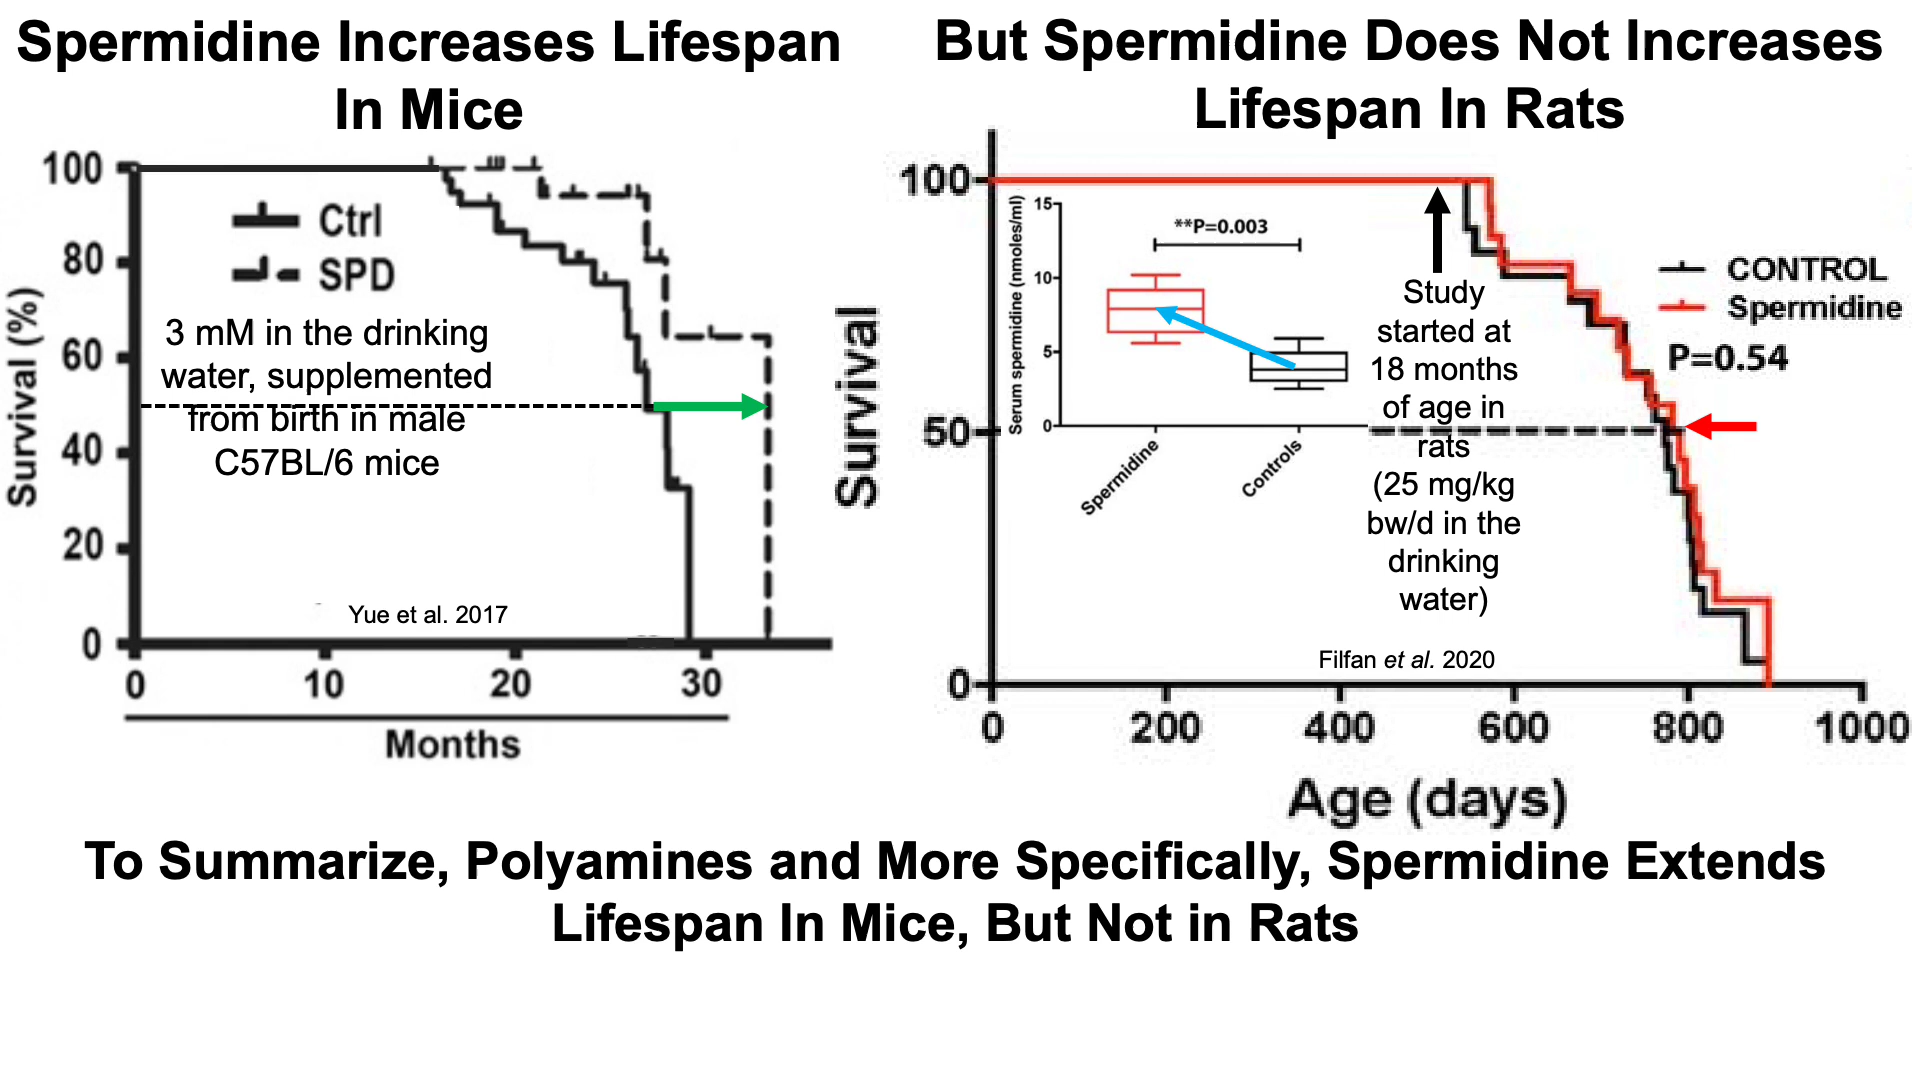 Spermidine Increases Lifespan
In Mice
100
80
60
40
20
0
Survival (%)
Ctrl
SPD
3 mM in the drinking
water, supplemented
from birth in male
C57BL/6 mice
Yue et al. 2017
0 10 20 30
Months
But Spermidine Does Not Increases
Lifespan In Rats
100
50
0
Survival
15
10
5
0
Serum spermidine (nmoles/ml)
**P=0.003
Spermidine
Controls
Study
started at
18 months
of age in
rats
(25 mg/kg
bw/d in the
drinking
water)
CONTROL
Spermidine
P=0.54
Filfan et al. 2020
0 200 400 600 800 1000
Age (days)
To Summarize, Polyamines and More Specifically, Spermidine Extends
Lifespan In Mice, But Not in Rats